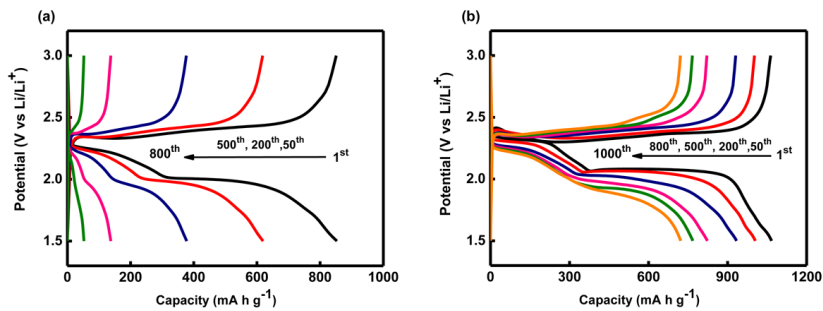 (a)
3.0
2.5
2.0
1.5
Potential (V vs Li/Li⁺)
800ᵗʰ
500ᵗʰ, 200ᵗʰ,50ᵗʰ
1ˢᵗ
0 200 400 600 800 1000
Capacity (mA h g⁻¹)
(b)
3.0
2.5
2.0
1.5
Potential (V vs Li/Li⁺)
1000ᵗʰ
800ᵗʰ, 500ᵗʰ, 200ᵗʰ,50ᵗʰ
1ˢᵗ
0 300 600 900 1200
Capacity (mA h g⁻¹)